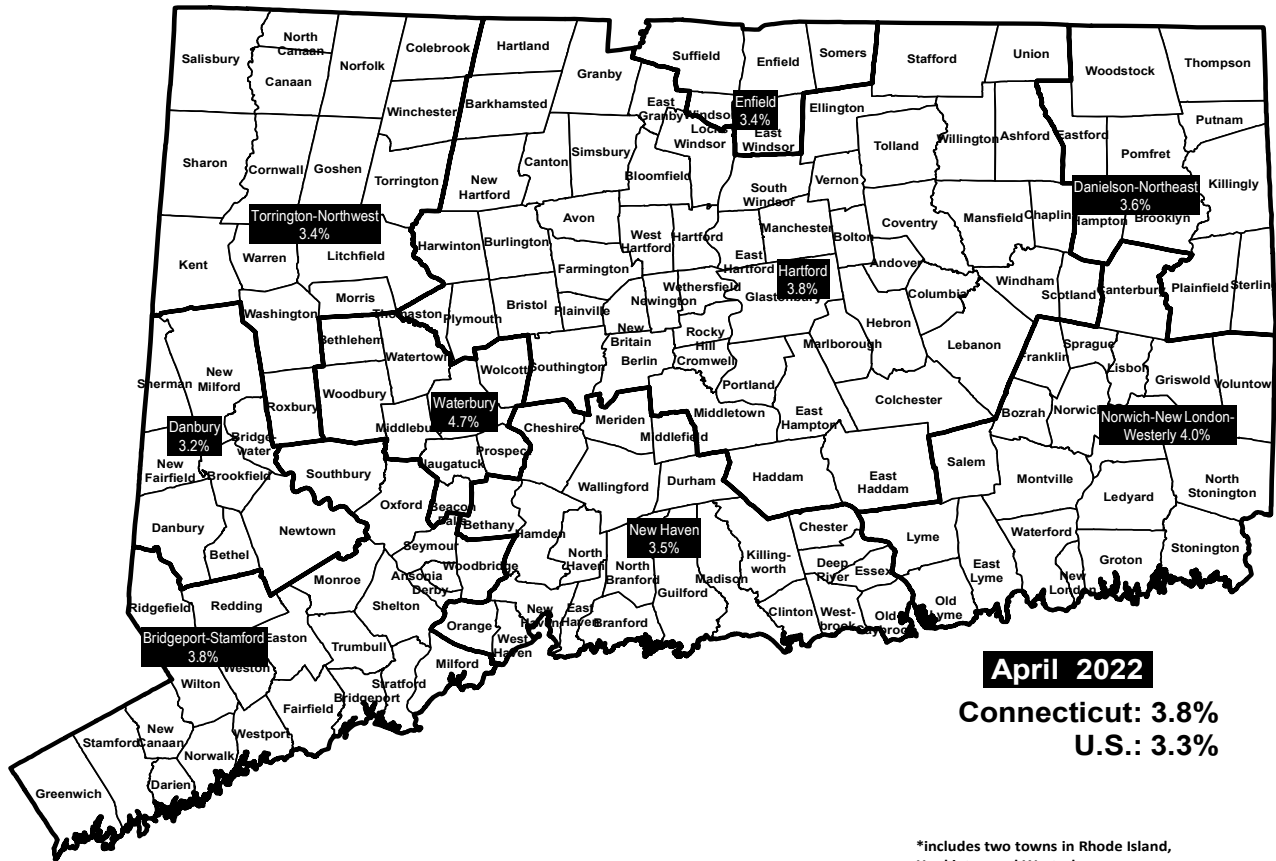 North
Canaan
Colebrook
Hartland
Salisbury
Norfolk
Canaan
Granby
Suffield
Enfield
Somers
Stafford
Union
Woodstock
Thompson
Winchester
Barkhamsted
East
Granby
Windsor
Locks
Enfield
3.4%
East
Windsor
Windsor
Ellington
Willington
Ashford
Eastford
Putnam
Tolland
Pomfret
Sharon
Cornwall
Goshen
Torrington
New
Hartford
Canton
Simsbury
Bloomfield
South
Windsor
Vernon
Killingly
Danielson-Northeast
3.6%
Torrington-Northwest
3.4%
Avon
West
Hartford
Hartford
Manchester
Bolton
Coventry
Mansfield
Chaplin
Hampton
Brooklyn
Kent
Warren
Litchfield
Harwinton
Burlington
Farmington
East
Hartford
Hartford
3.8%
Andover
Windham
Scotland
Canterbury
Plainfield
Sterling
Washington
Morris
Thomaston
Plymouth
Bristol
Plainville
Newington
Wethersfield
Glastonbury
Columbia
Hebron
Lebanon
Bethlehem
Watertown
New
Britain
Berlin
Rocky
Hill
Cromwell
Marlborough
Franklin
Sprague
Lisbon
Griswold
Voluntown
Sherman
New
Milford
Roxbury
Woodbury
Wolcott
Southington
Portland
Colchester
Bozrah
Norwich
Norwich-New London-
Westerly 4.0%
Danbury
3.2%
Bridge-
water
Middlebury
Waterbury
4.7%
Cheshire
Meriden
Middletown
Middlefield
East
Hampton
New
Fairfield
Brookfield
Southbury
Naugatuck
Prospect
Wallingford
Durham
Haddam
East
Haddam
Salem
Montville
Ledyard
North
Stonington
Danbury
Bethel
Newtown
Oxford
Beacon
Falls
Bethany
Hamden
New Haven
3.5%
Chester
Lyme
Waterford
Groton
Stonington
Seymour
Woodbridge
North
Haven
North
Branford
Killing-
worth
Deep
River
Essex
East
Lyme
New
London
Monroe
Ansonia
Derby
Shelton
Guilford
Madison
Clinton
West-
brook
Old
Saybrook
Old
Lyme
Ridgefield
Redding
Orange
West
Haven
New
Haven
East
Haven
Branford
Bridgeport-Stamford
3.8%
Easton
Trumbull
Milford
Weston
Wilton
Stratford
Bridgeport
Fairfield
April 2022
Connecticut: 3.8%
U.S.: 3.3%
Stamford
New
Canaan
Westport
Norwalk
Greenwich
Darien
*includes two towns in Rhode Island,